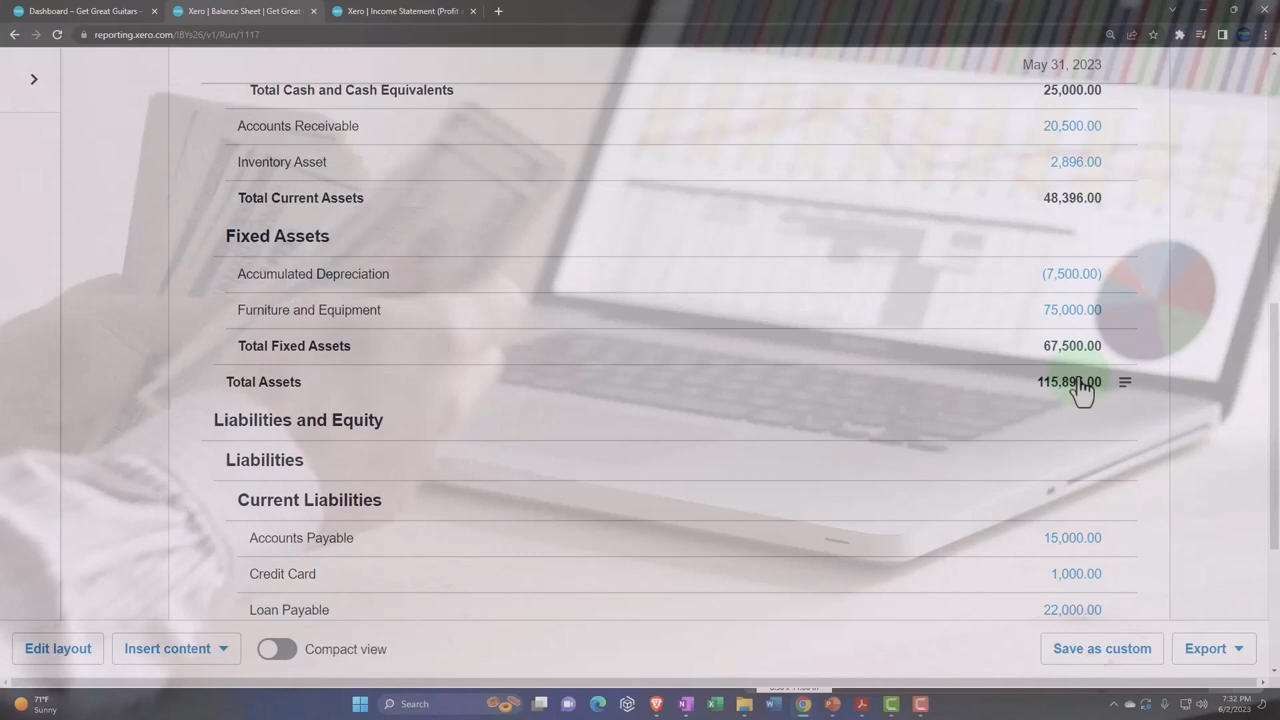 Dashboard – Get Great Guitars –
Xero | Balance Sheet | Get Great
Xero | Income Statement (Profit a
reporting.xero.com/!BYs26/v1/Run/1117
May 31, 2023
Total Cash and Cash Equivalents 25,000.00
Accounts Receivable 20,500.00
Inventory Asset 2,896.00
Total Current Assets 48,396.00
Fixed Assets
Accumulated Depreciation (7,500.00)
Furniture and Equipment 75,000.00
Total Fixed Assets 67,500.00
Total Assets 115,896.00
Liabilities and Equity
Liabilities
Current Liabilities
Accounts Payable 15,000.00
Credit Card 1,000.00
Loan Payable 22,000.00
Edit layout Insert content Compact view Save as custom Export
71°F
Sunny
Search
7:32 PM
6/2/2023